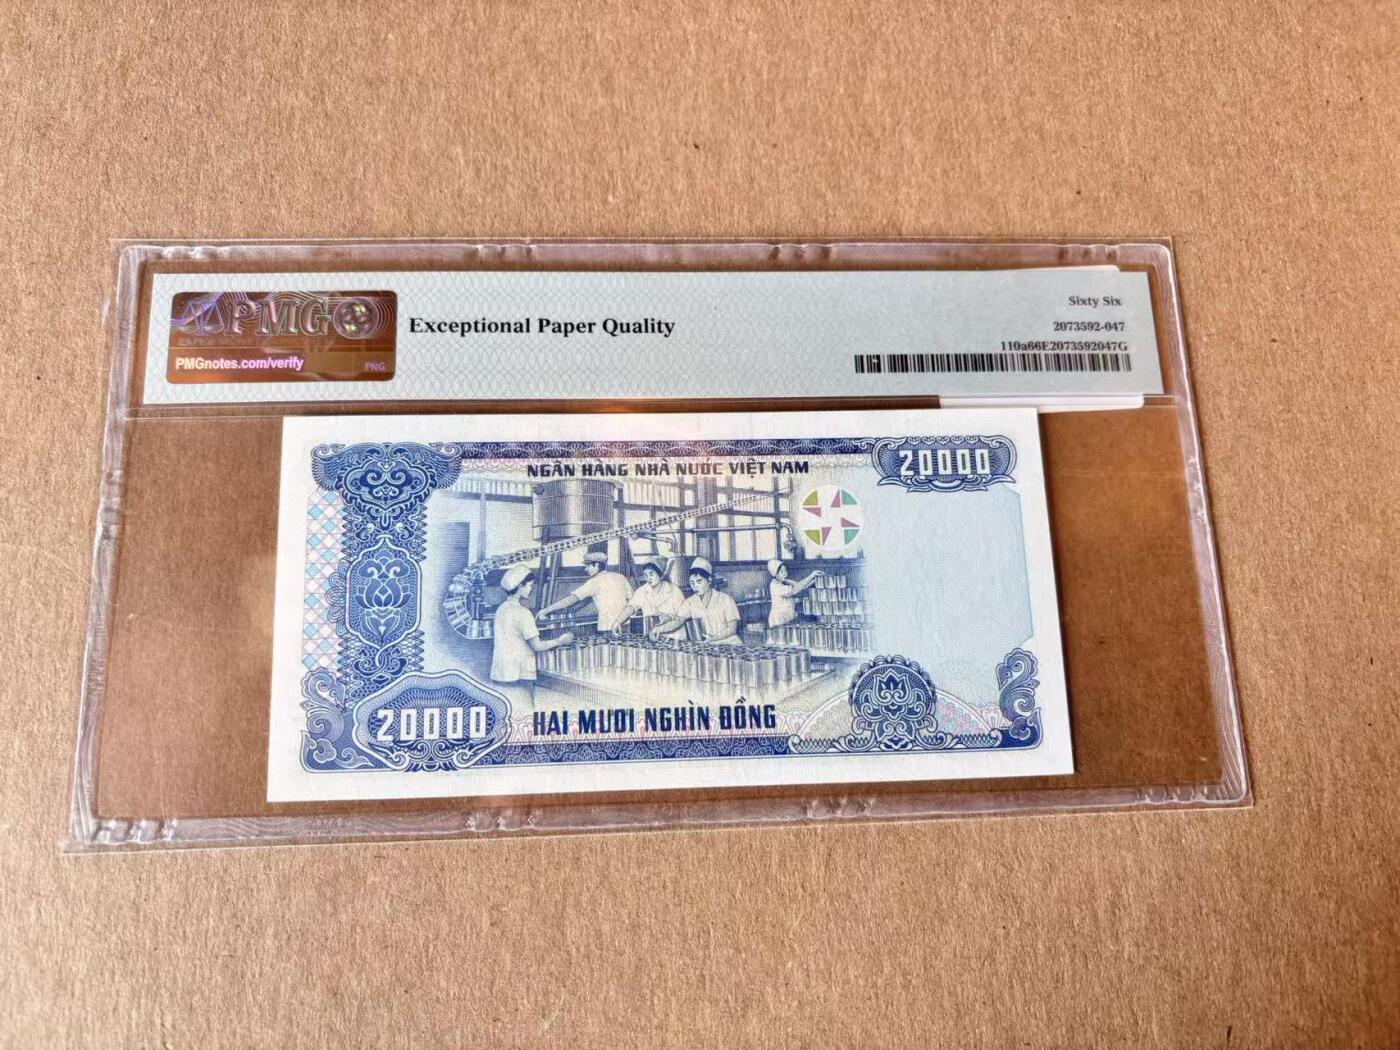 PMG
PMGnotes.com/verify
PNG
Exceptional Paper Quality
Sixty Six
2073592-047
110a66E2073592047G
NGÂN HÀNG NHÀ NƯỚC VIỆT NAM
20000
20000
HAI MƯƠI NGHÌN ĐỒNG